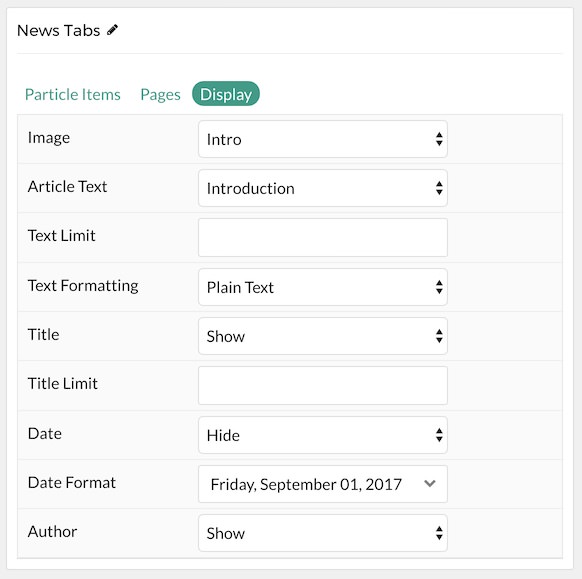 News Tabs
Particle Items Pages Display
Image Intro
Article Text Introduction
Text Limit
Text Formatting Plain Text
Title Show
Title Limit
Date Hide
Date Format Friday, September 01, 2017
Author Show